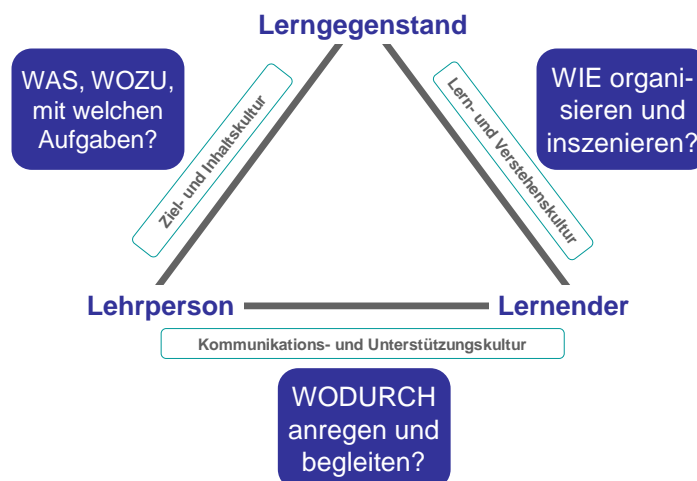 Lerngegenstand
WAS, WOZU,
mit welchen
Aufgaben?
Ziel- und Inhaltskultur
Lern- und Verstehenskultur
WIE organi-
sieren und
inszenieren?
Lehrperson
Lernender
Kommunikations- und Unterstützungskultur
WODURCH
anregen und
begleiten?